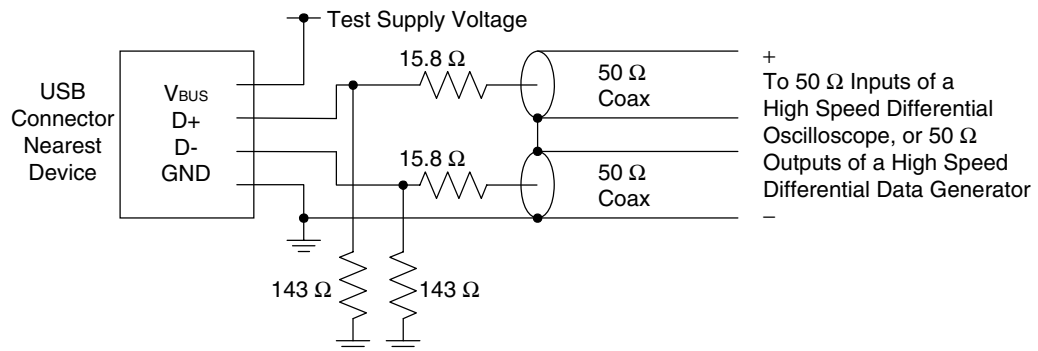 Test Supply Voltage
USB
Connector
Nearest
Device
VBUS
D+
D-
GND
15.8 Ω
50 Ω
Coax
15.8 Ω
50 Ω
Coax
143 Ω
143 Ω
+
To 50 Ω Inputs of a
High Speed Differential
Oscilloscope, or 50 Ω
Outputs of a High Speed
Differential Data Generator
−